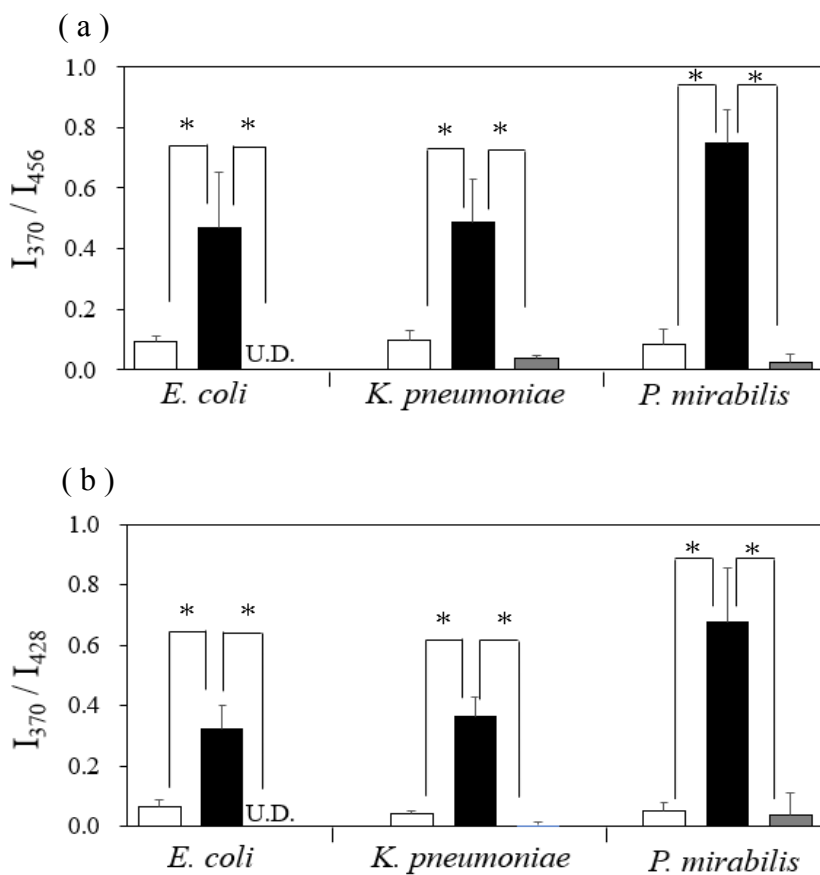 ( a )
1.0
* *
0.8
* * * *
0.6
I370 / I456
0.4
0.2
U.D.
0.0
E. coli K. pneumoniae P. mirabilis
( b )
1.0
* *
0.8
* * * *
0.6
I370 / I428
0.4
0.2
U.D.
0.0
E. coli K. pneumoniae P. mirabilis